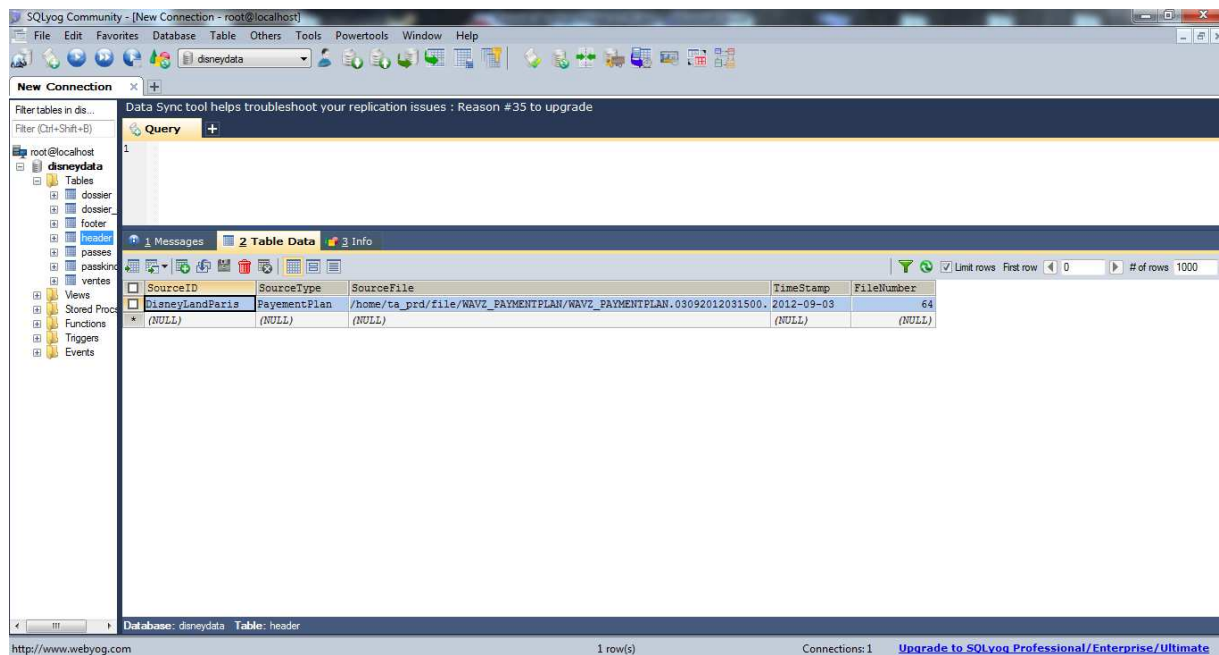 SQLyog Community - [New Connection - root@localhost]
File Edit Favorites Database Table Others Tools Powertools Window Help
disneydata
New Connection
Filter tables in dis...
Filter (Ctrl+Shift+B)
root@localhost
disneydata
Tables
dossier
dossier_
footer
header
passes
passkind
ventes
Views
Stored Procs
Functions
Triggers
Events
Data Sync tool helps troubleshoot your replication issues : Reason #35 to upgrade
Query
1
1 Messages 2 Table Data 3 Info
Limit rows First row 0 # of rows 1000
SourceID SourceType SourceFile TimeStamp FileNumber
DisneyLandParis PayementPlan /home/ta_prd/file/WAVZ_PAYMENTPLAN/WAVZ_PAYMENTPLAN.03092012031500. 2012-09-03 64
* (NULL) (NULL) (NULL) (NULL) (NULL)
Database: disneydata Table: header
http://www.webyog.com 1 row(s) Connections: 1 Upgrade to SQLyog Professional/Enterprise/Ultimate